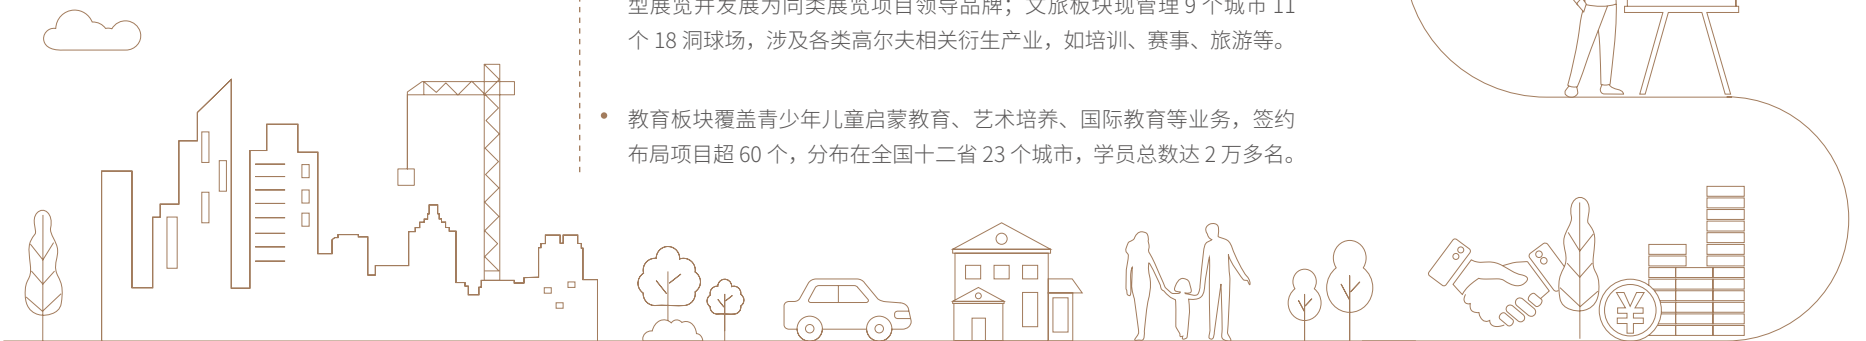 型展览并发展为同类展览项目领导品牌；文旅板块现管理 9 个城市 11
个 18 洞球场，涉及各类高尔夫相关衍生产业，如培训、赛事、旅游等。
• 教育板块覆盖青少年儿童启蒙教育、艺术培养、国际教育等业务，签约
布局项目超 60 个，分布在全国十二省 23 个城市，学员总数达 2 万多名。
¥